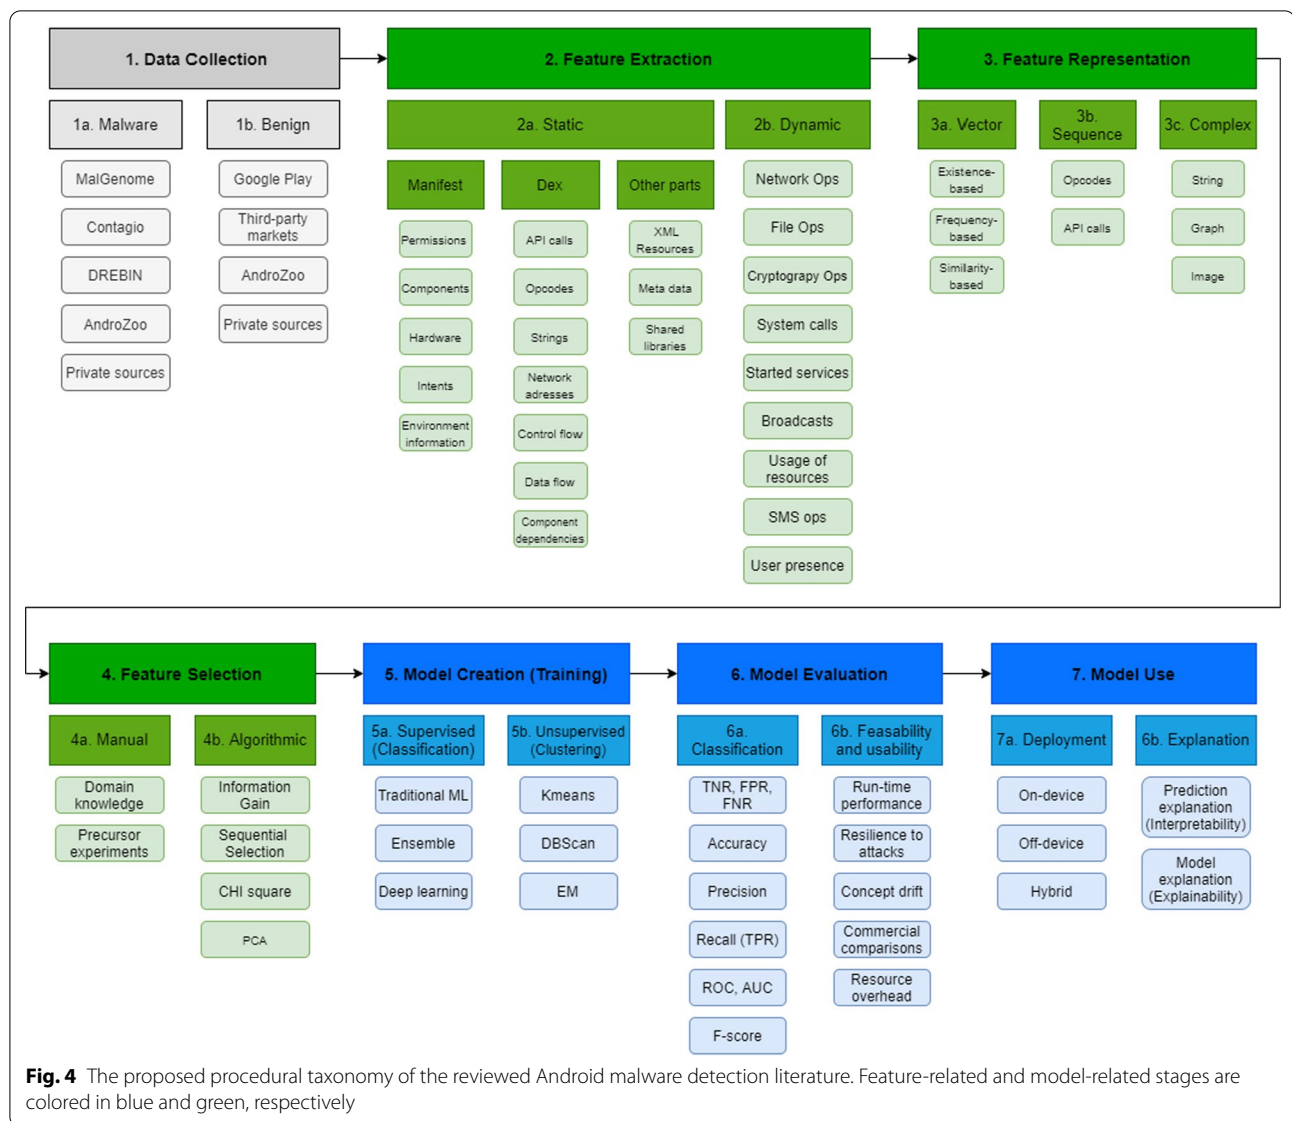 1. Data Collection
2. Feature Extraction
3. Feature Representation
1a. Malware
1b. Benign
2a. Static
2b. Dynamic
3a. Vector
3b.
Sequence
3c. Complex
MalGenome
Contagio
DREBIN
AndroZoo
Private sources
Google Play
Third-party
markets
AndroZoo
Private sources
Manifest
Permissions
Components
Hardware
Intents
Environment
information
Dex
API calls
Opcodes
Strings
Network
adresses
Control flow
Data flow
Component
dependencies
Other parts
XML
Resources
Meta data
Shared
libraries
Network Ops
File Ops
Cryptograpy Ops
System calls
Started services
Broadcasts
Usage of
resources
SMS ops
User presence
Existence-
based
Frequency-
based
Similarity-
based
Opcodes
API calls
String
Graph
Image
4. Feature Selection
5. Model Creation (Training)
6. Model Evaluation
7. Model Use
4a. Manual
Domain
knowledge
Precursor
experiments
4b. Algorithmic
Information
Gain
Sequential
Selection
CHI square
PCA
5a. Supervised
(Classification)
Traditional ML
Ensemble
Deep learning
5b. Unsupervised
(Clustering)
Kmeans
DBScan
EM
6a.
Classification
TNR, FPR,
FNR
Accuracy
Precision
Recall (TPR)
ROC, AUC
F-score
6b. Feasability
and usability
Run-time
performance
Resilience to
attacks
Concept drift
Commercial
comparisons
Resource
overhead
7a. Deployment
On-device
Off-device
Hybrid
6b. Explanation
Prediction
explanation
(Interpretability)
Model
explanation
(Explainability)
Fig. 4 The proposed procedural taxonomy of the reviewed Android malware detection literature. Feature-related and model-related stages are
colored in blue and green, respectively